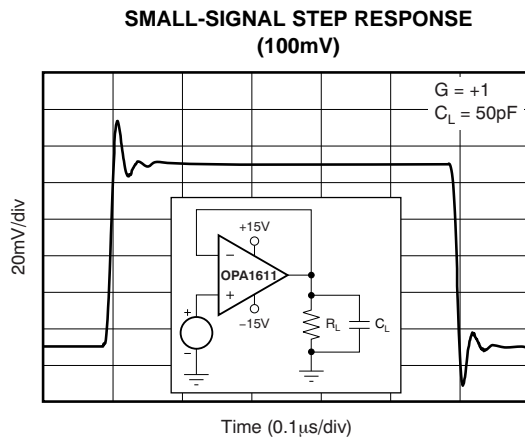 SMALL-SIGNAL STEP RESPONSE
(100mV)
G = +1
C_L = 50pF
20mV/div
+15V
−
OPA1611
+
−15V
+
−
R_L
C_L
Time (0.1µs/div)